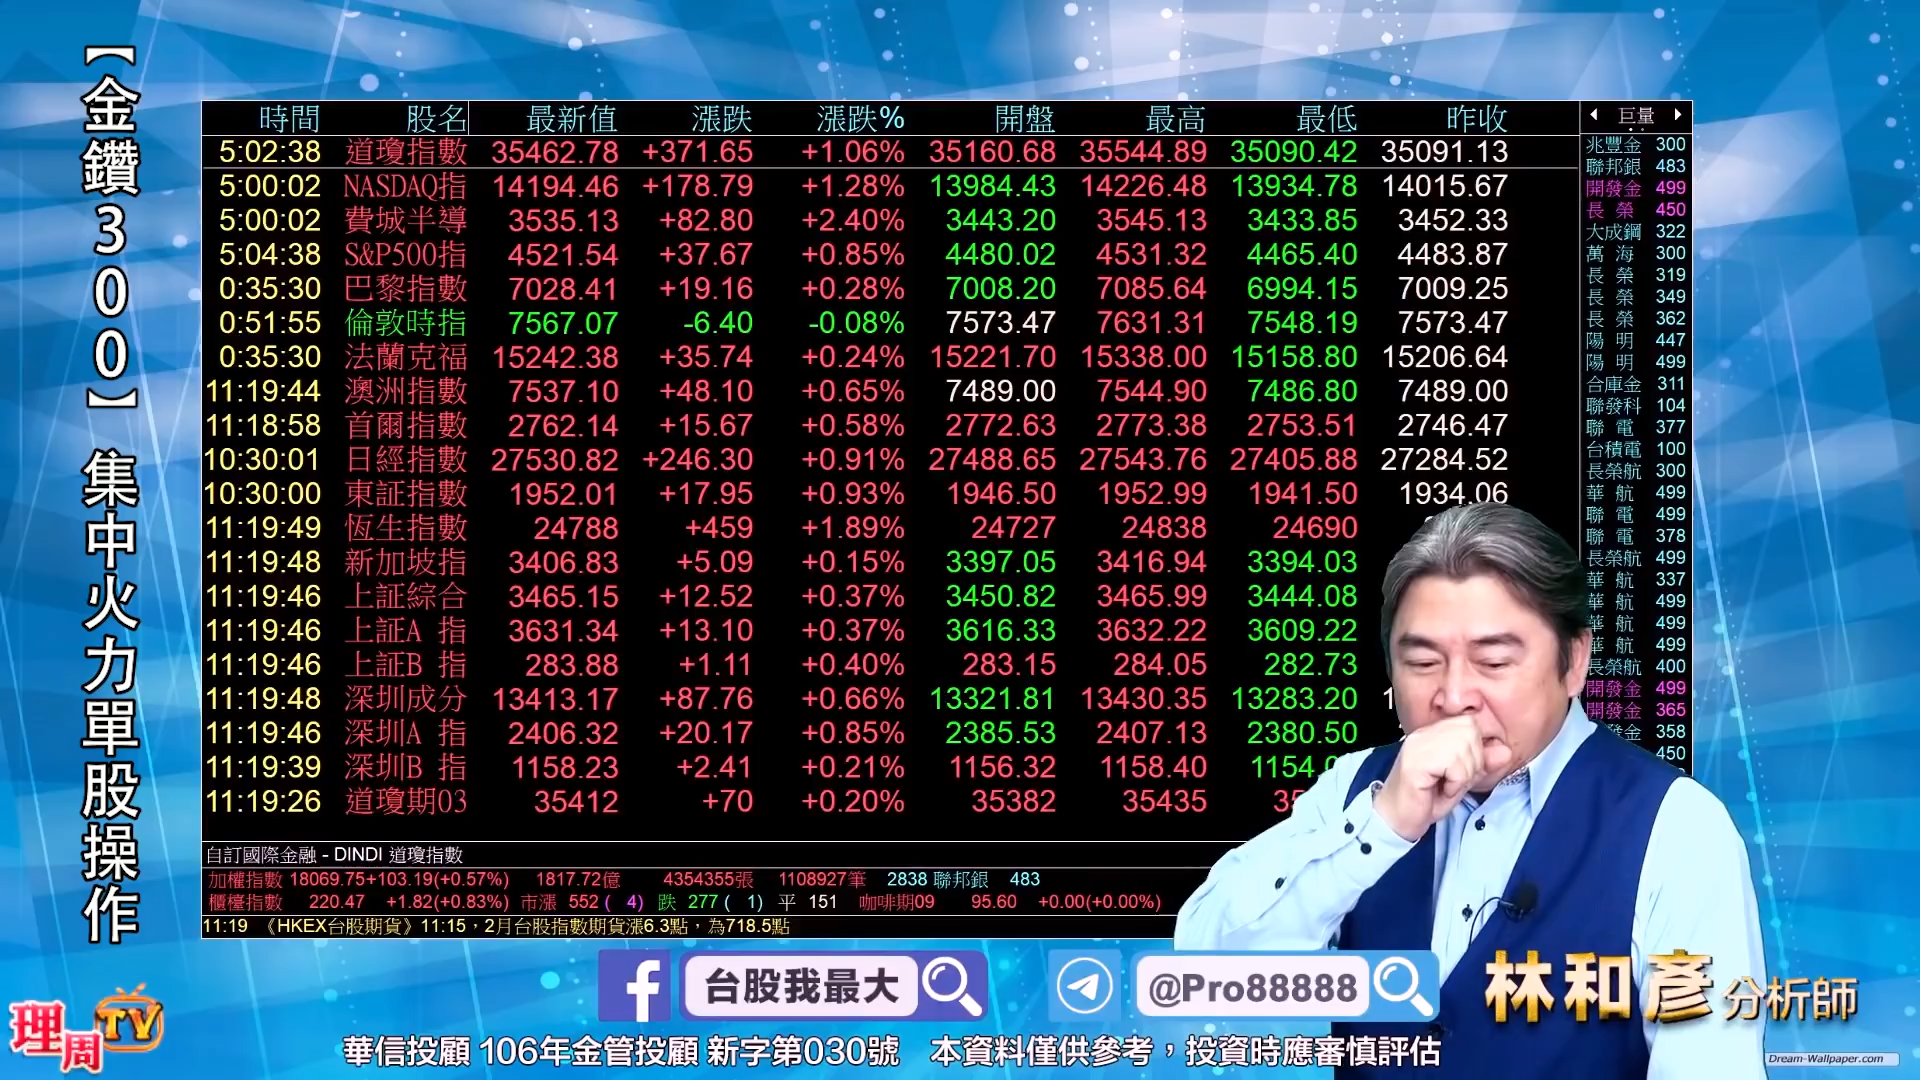 【金鑽300】集中火力單股操作
時間 股名 最新值 漲跌 漲跌% 開盤 最高 最低 昨收
5:02:38 道瓊指數 35462.78 +371.65 +1.06% 35160.68 35544.89 35090.42 35091.13
5:00:02 NASDAQ指 14194.46 +178.79 +1.28% 13984.43 14226.48 13934.78 14015.67
5:00:02 費城半導 3535.13 +82.80 +2.40% 3443.20 3545.13 3433.85 3452.33
5:04:38 S&P500指 4521.54 +37.67 +0.85% 4480.02 4531.32 4465.40 4483.87
0:35:30 巴黎指數 7028.41 +19.16 +0.28% 7008.20 7085.64 6994.15 7009.25
0:51:55 倫敦時指 7567.07 -6.40 -0.08% 7573.47 7631.31 7548.19 7573.47
0:35:30 法蘭克福 15242.38 +35.74 +0.24% 15221.70 15338.00 15158.80 15206.64
11:19:44 澳洲指數 7537.10 +48.10 +0.65% 7489.00 7544.90 7486.80 7489.00
11:18:58 首爾指數 2762.14 +15.67 +0.58% 2772.63 2773.38 2753.51 2746.47
10:30:01 日經指數 27530.82 +246.30 +0.91% 27488.65 27543.76 27405.88 27284.52
10:30:00 東証指數 1952.01 +17.95 +0.93% 1946.50 1952.99 1941.50 1934.06
11:19:49 恆生指數 24788 +459 +1.89% 24727 24838 24690
11:19:48 新加坡指 3406.83 +5.09 +0.15% 3397.05 3416.94 3394.03
11:19:46 上証綜合 3465.15 +12.52 +0.37% 3450.82 3465.99 3444.08
11:19:46 上証A 指 3631.34 +13.10 +0.37% 3616.33 3632.22 3609.22
11:19:46 上証B 指 283.88 +1.11 +0.40% 283.15 284.05 282.73
11:19:48 深圳成分 13413.17 +87.76 +0.66% 13321.81 13430.35 13283.20
11:19:46 深圳A 指 2406.32 +20.17 +0.85% 2385.53 2407.13 2380.50
11:19:39 深圳B 指 1158.23 +2.41 +0.21% 1156.32 1158.40
11:19:26 道瓊期03 35412 +70 +0.20% 35382 35435
巨量
兆豐金 300
聯邦銀 483
開發金 499
長榮 450
大成鋼 322
萬海 300
長榮 319
長榮 349
長榮 362
陽明 447
陽明 499
合庫金 311
聯發科 104
聯電 377
台積電 100
長榮航 300
華航 499
聯電 499
聯電 378
長榮航 499
華航 337
華航 499
華航 499
華航 499
長榮航 400
開發金 499
開發金 365
發金 358
450
自訂國際金融 - DINDI 道瓊指數
加權指數 18069.75+103.19(+0.57%) 1817.72億 4354355張 1108927筆 2838 聯邦銀 483
櫃檯指數 220.47 +1.82(+0.83%) 市漲 552( 4) 跌 277( 1) 平 151 咖啡期09 95.60 +0.00(+0.00%)
11:19 《HKEX台股期貨》11:15，2月台股指數期貨漲6.3點，為718.5點
f 台股我最大
@Pro88888
林和彥 分析師
理周TV
華信投顧 106年金管投顧 新字第030號 本資料僅供參考，投資時應審慎評估
Dream-Wallpaper.com